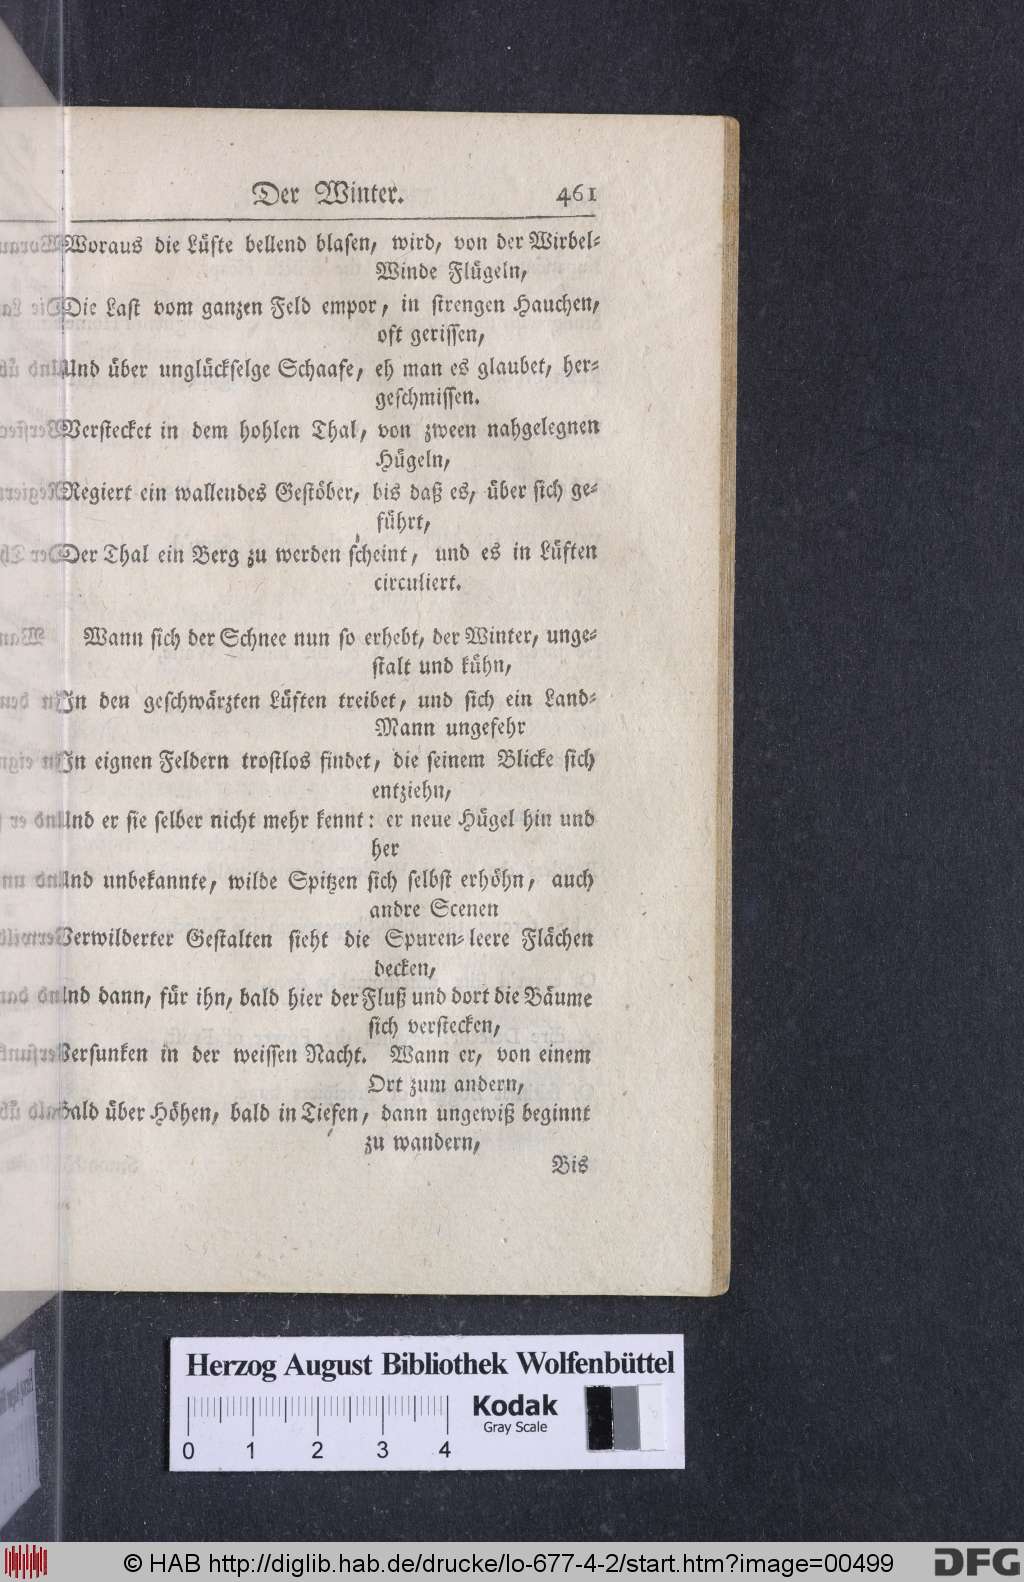 Der Winter. 461
Woraus die Lüfte bellend blasen, wird, von der Wirbel-
Winde Flügeln,
Die Last vom ganzen Feld empor, in strengen Hauchen,
oft gerissen,
Und über unglückselge Schaafe, eh man es glaubet, her-
geschmissen.
Verstecket in dem hohlen Thal, von zween nahgelegnen
Hügeln,
Regiert ein wallendes Gestöber, bis daß es, über sich ge-
führt,
Der Thal ein Berg zu werden scheint, und es in Lüften
circuliert.
Wann sich der Schnee nun so erhebt, der Winter, unge-
stalt und kühn,
In den geschwärzten Lüften treibet, und sich ein Land-
Mann ungefehr
In eignen Feldern trostlos findet, die seinem Blicke sich
entziehn,
Und er sie selber nicht mehr kennt: er neue Hügel hin und
her
Und unbekannte, wilde Spitzen sich selbst erhöhn, auch
andre Scenen
Verwilderter Gestalten sieht die Spuren-leere Flächen
decken,
Und dann, für ihn, bald hier der Fluß und dort die Bäume
sich verstecken,
Versunken in der weissen Nacht. Wann er, von einem
Ort zum andern,
Bald über Höhen, bald in Tiefen, dann ungewiß beginnt
zu wandern,
Bis
Herzog August Bibliothek Wolfenbüttel
Kodak
Gray Scale
0 1 2 3 4
© HAB http://diglib.hab.de/drucke/lo-677-4-2/start.htm?image=00499
DFG